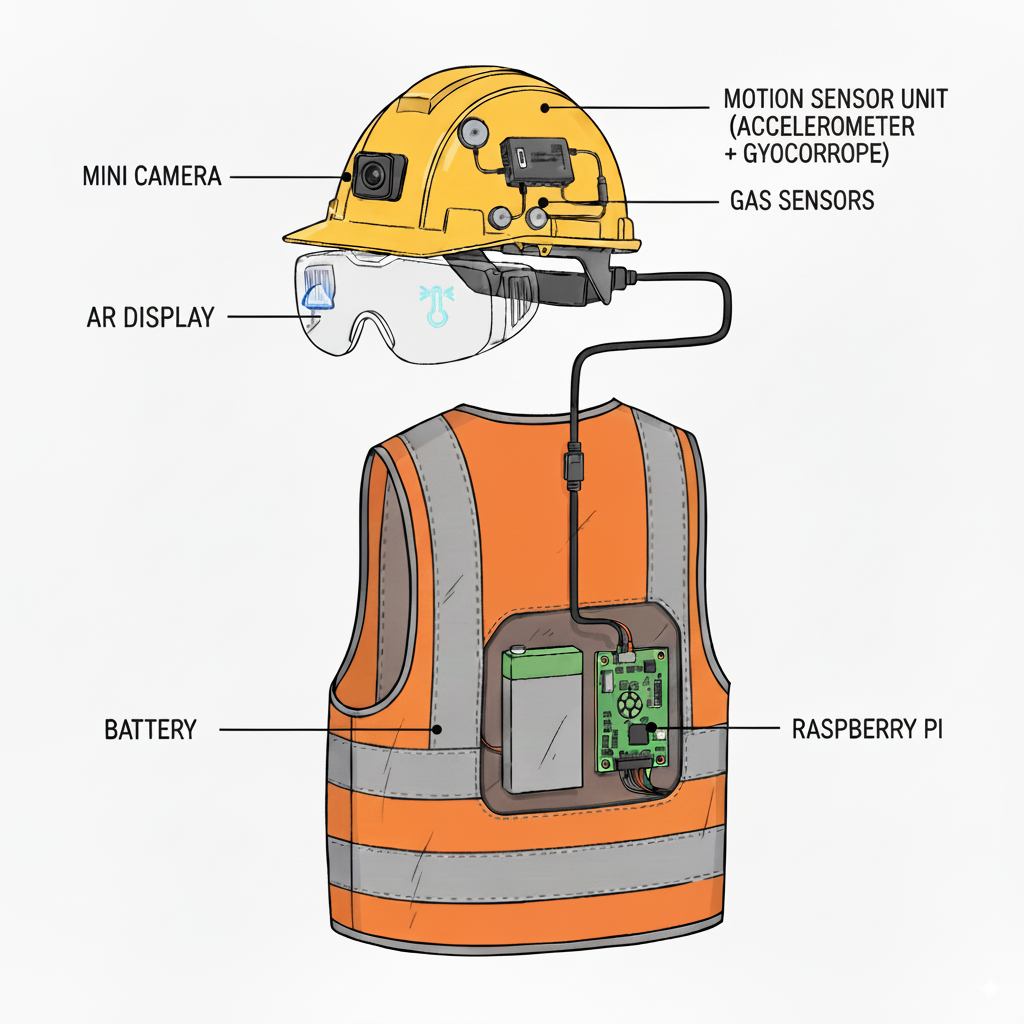 MOTION SENSOR UNIT
(ACCELEROMETER
+ GYOCORROPE)
MINI CAMERA
GAS SENSORS
AR DISPLAY
BATTERY
RASPBERRY PI